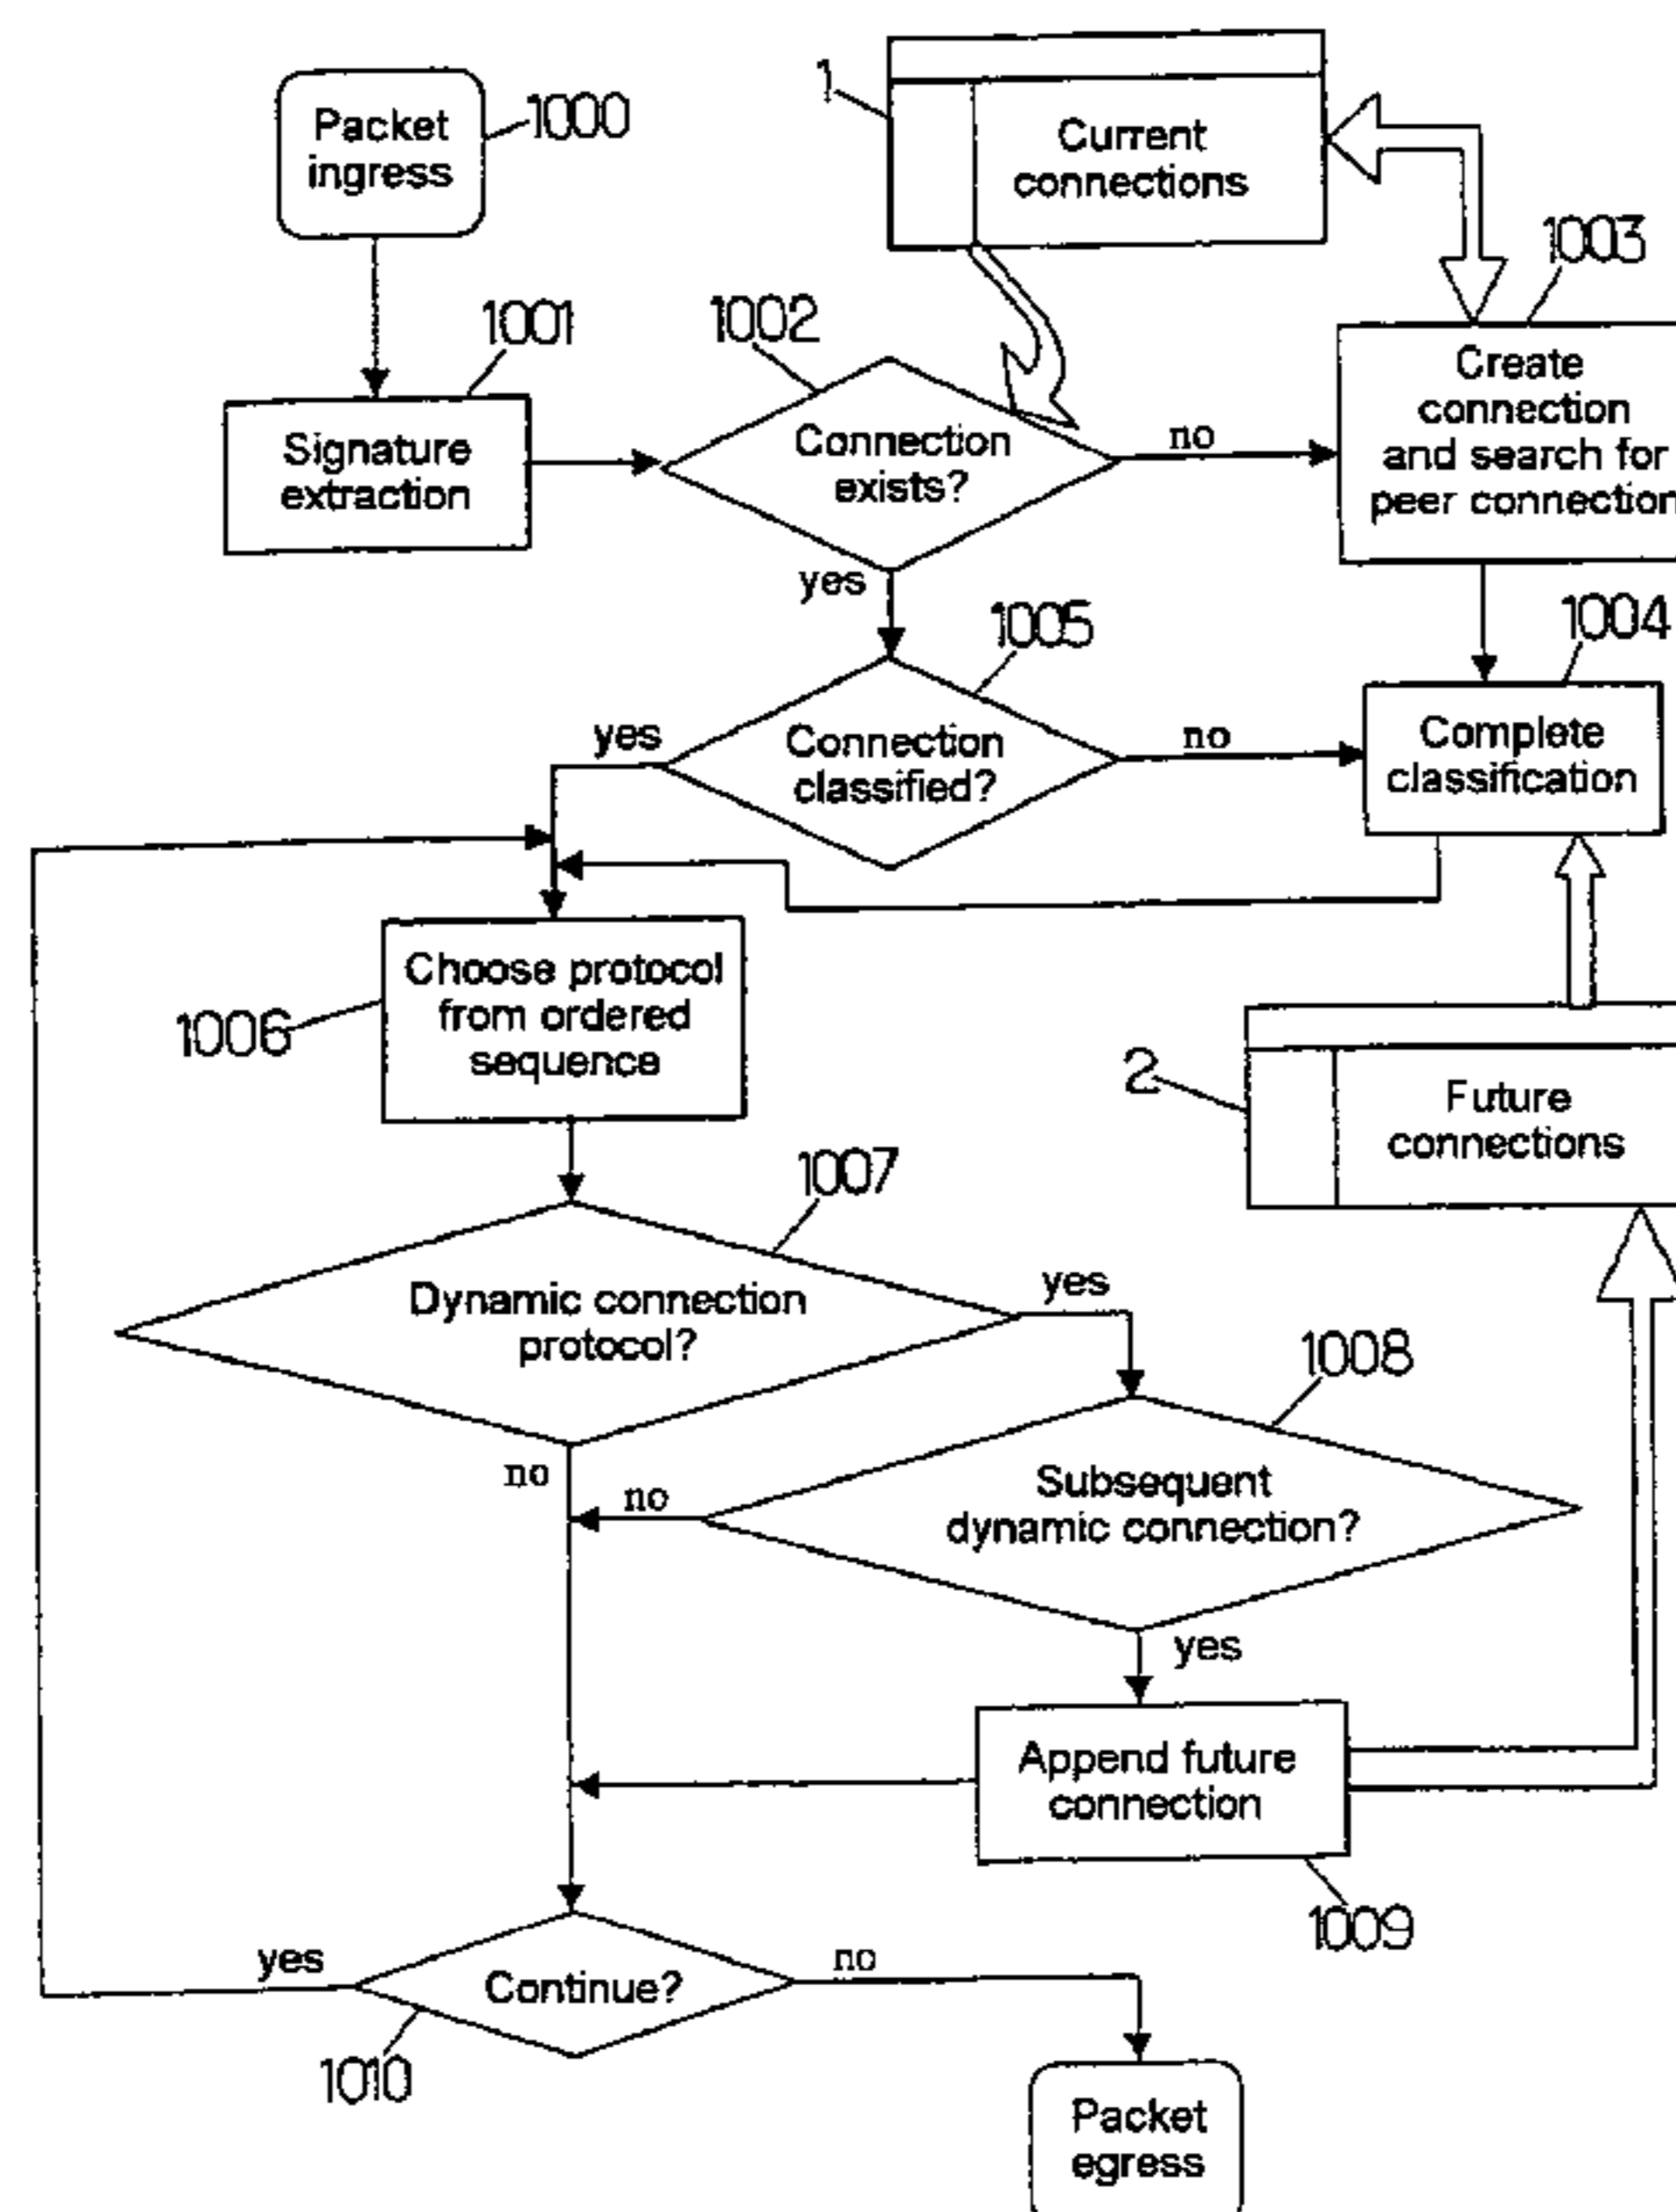 Packet
ingress
1000
1
Current
connections
1003
1001
1002
Signature
extraction
Connection
exists?
no
Create
connection
and search for
peer connection
yes
1005
1004
yes
Connection
classified?
no
Complete
classification
Choose protocol
from ordered
sequence
1006
2
Future
connections
1007
Dynamic connection
protocol?
yes
1008
no
no
Subsequent
dynamic connection?
yes
Append future
connection
1009
yes
Continue?
no
1010
Packet
egress